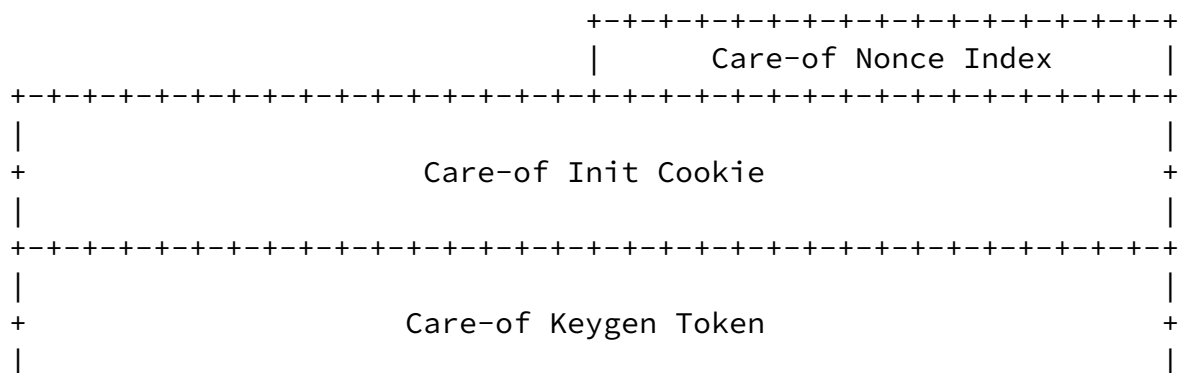 +-+-+-+-+-+-+-+-+-+-+-+-+-+-+-+-+
|      Care-of Nonce Index      |
+-+-+-+-+-+-+-+-+-+-+-+-+-+-+-+-+-+-+-+-+-+-+-+-+-+-+-+-+-+-+-+-+
|                                                               |
+                      Care-of Init Cookie                      +
|                                                               |
+-+-+-+-+-+-+-+-+-+-+-+-+-+-+-+-+-+-+-+-+-+-+-+-+-+-+-+-+-+-+-+-+
|                                                               |
+                     Care-of Keygen Token                      +
|                                                               |